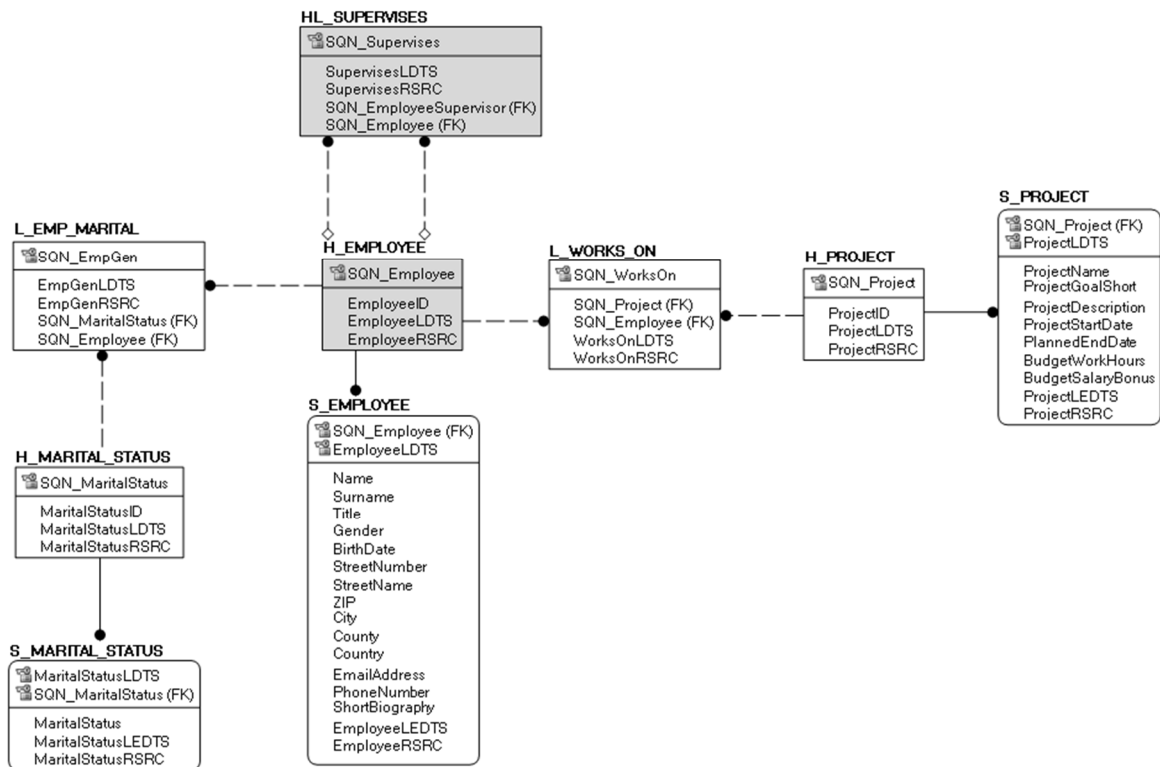 HL_SUPERVISES
SQN_Supervises
SupervisesLDTS
SupervisesRSRC
SQN_EmployeeSupervisor (FK)
SQN_Employee (FK)
L_EMP_MARITAL
SQN_EmpGen
EmpGenLDTS
EmpGenRSRC
SQN_MaritalStatus (FK)
SQN_Employee (FK)
H_EMPLOYEE
SQN_Employee
EmployeeID
EmployeeLDTS
EmployeeRSRC
L_WORKS_ON
SQN_WorksOn
SQN_Project (FK)
SQN_Employee (FK)
WorksOnLDTS
WorksOnRSRC
H_PROJECT
SQN_Project
ProjectID
ProjectLDTS
ProjectRSRC
S_PROJECT
SQN_Project (FK)
ProjectLDTS
ProjectName
ProjectGoalShort
ProjectDescription
ProjectStartDate
PlannedEndDate
BudgetWorkHours
BudgetSalaryBonus
ProjectLEDTS
ProjectRSRC
H_MARITAL_STATUS
SQN_MaritalStatus
MaritalStatusID
MaritalStatusLDTS
MaritalStatusRSRC
S_EMPLOYEE
SQN_Employee (FK)
EmployeeLDTS
Name
Surname
Title
Gender
BirthDate
StreetNumber
StreetName
ZIP
City
County
Country
EmailAddress
PhoneNumber
ShortBiography
EmployeeLEDTS
EmployeeRSRC
S_MARITAL_STATUS
MaritalStatusLDTS
SQN_MaritalStatus (FK)
MaritalStatus
MaritalStatusLEDTS
MaritalStatusRSRC